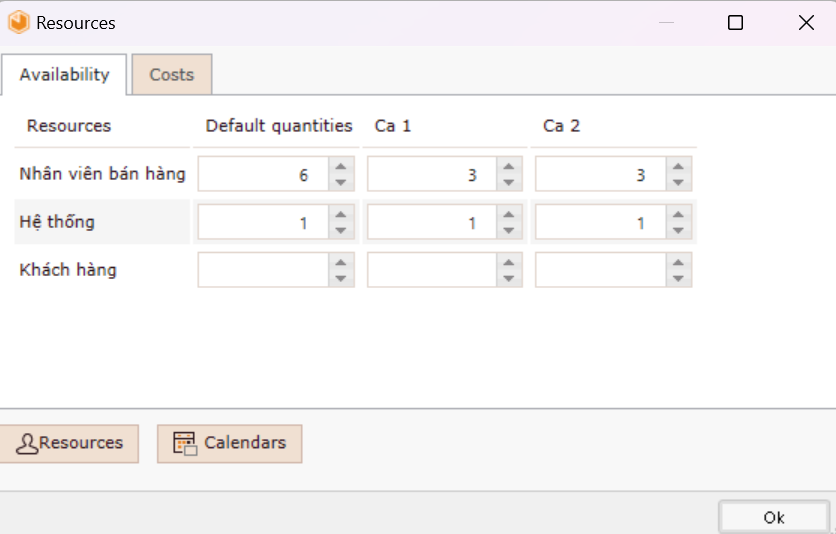 Resources
Availability Costs
Resources Default quantities Ca 1 Ca 2
Nhân viên bán hàng 6 3 3
Hệ thống 1 1 1
Khách hàng
Resources Calendars
Ok